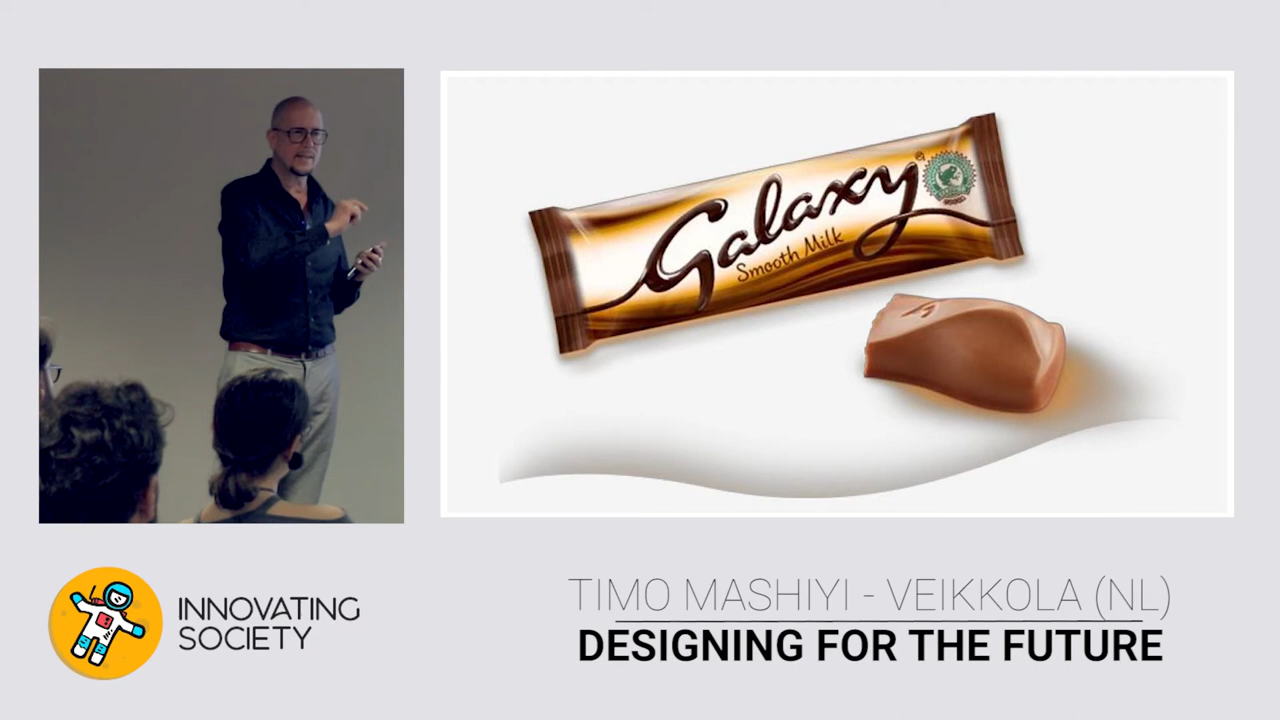 Galaxy
®
Smooth Milk
INNOVATING
SOCIETY
TIMO MASHIYI - VEIKKOLA (NL)
DESIGNING FOR THE FUTURE